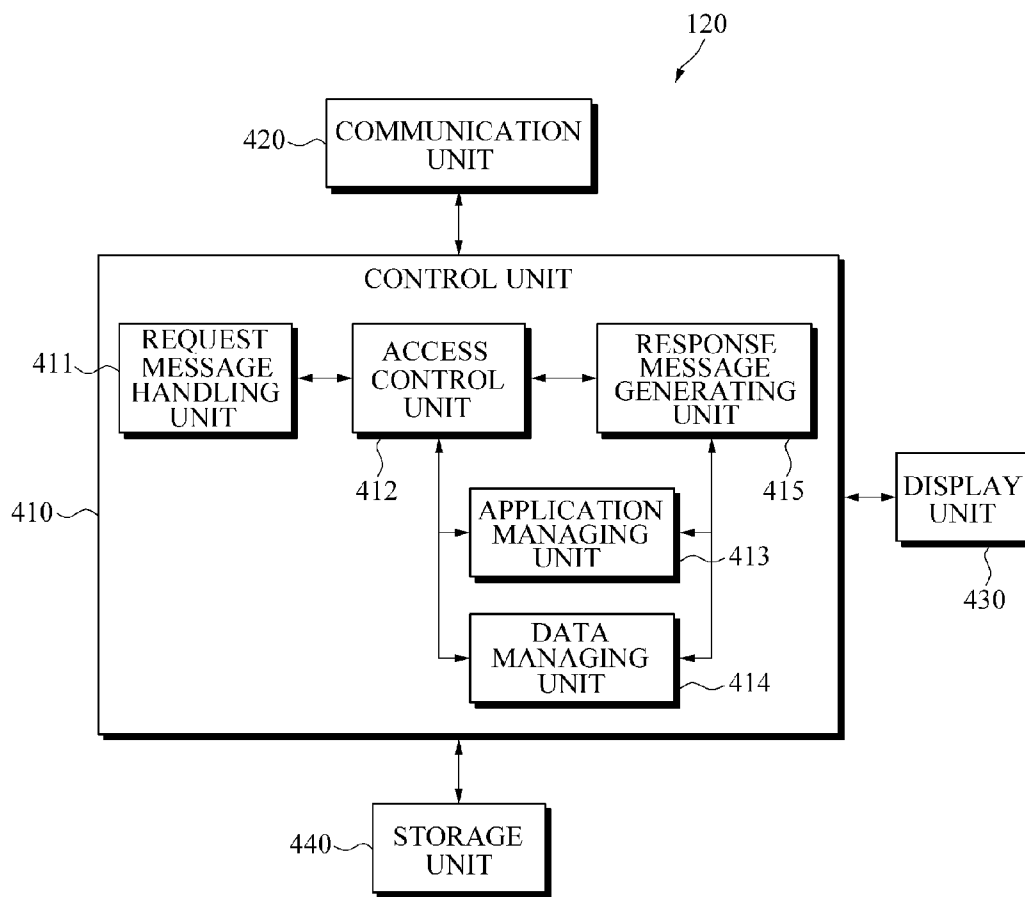 120
COMMUNICATION
UNIT
420
CONTROL UNIT
REQUEST
MESSAGE
HANDLING
UNIT
411
ACCESS
CONTROL
UNIT
412
RESPONSE
MESSAGE
GENERATING
UNIT
415
410
APPLICATION
MANAGING
UNIT
413
DISPLAY
UNIT
430
DATA
MANAGING
UNIT
414
STORAGE
UNIT
440